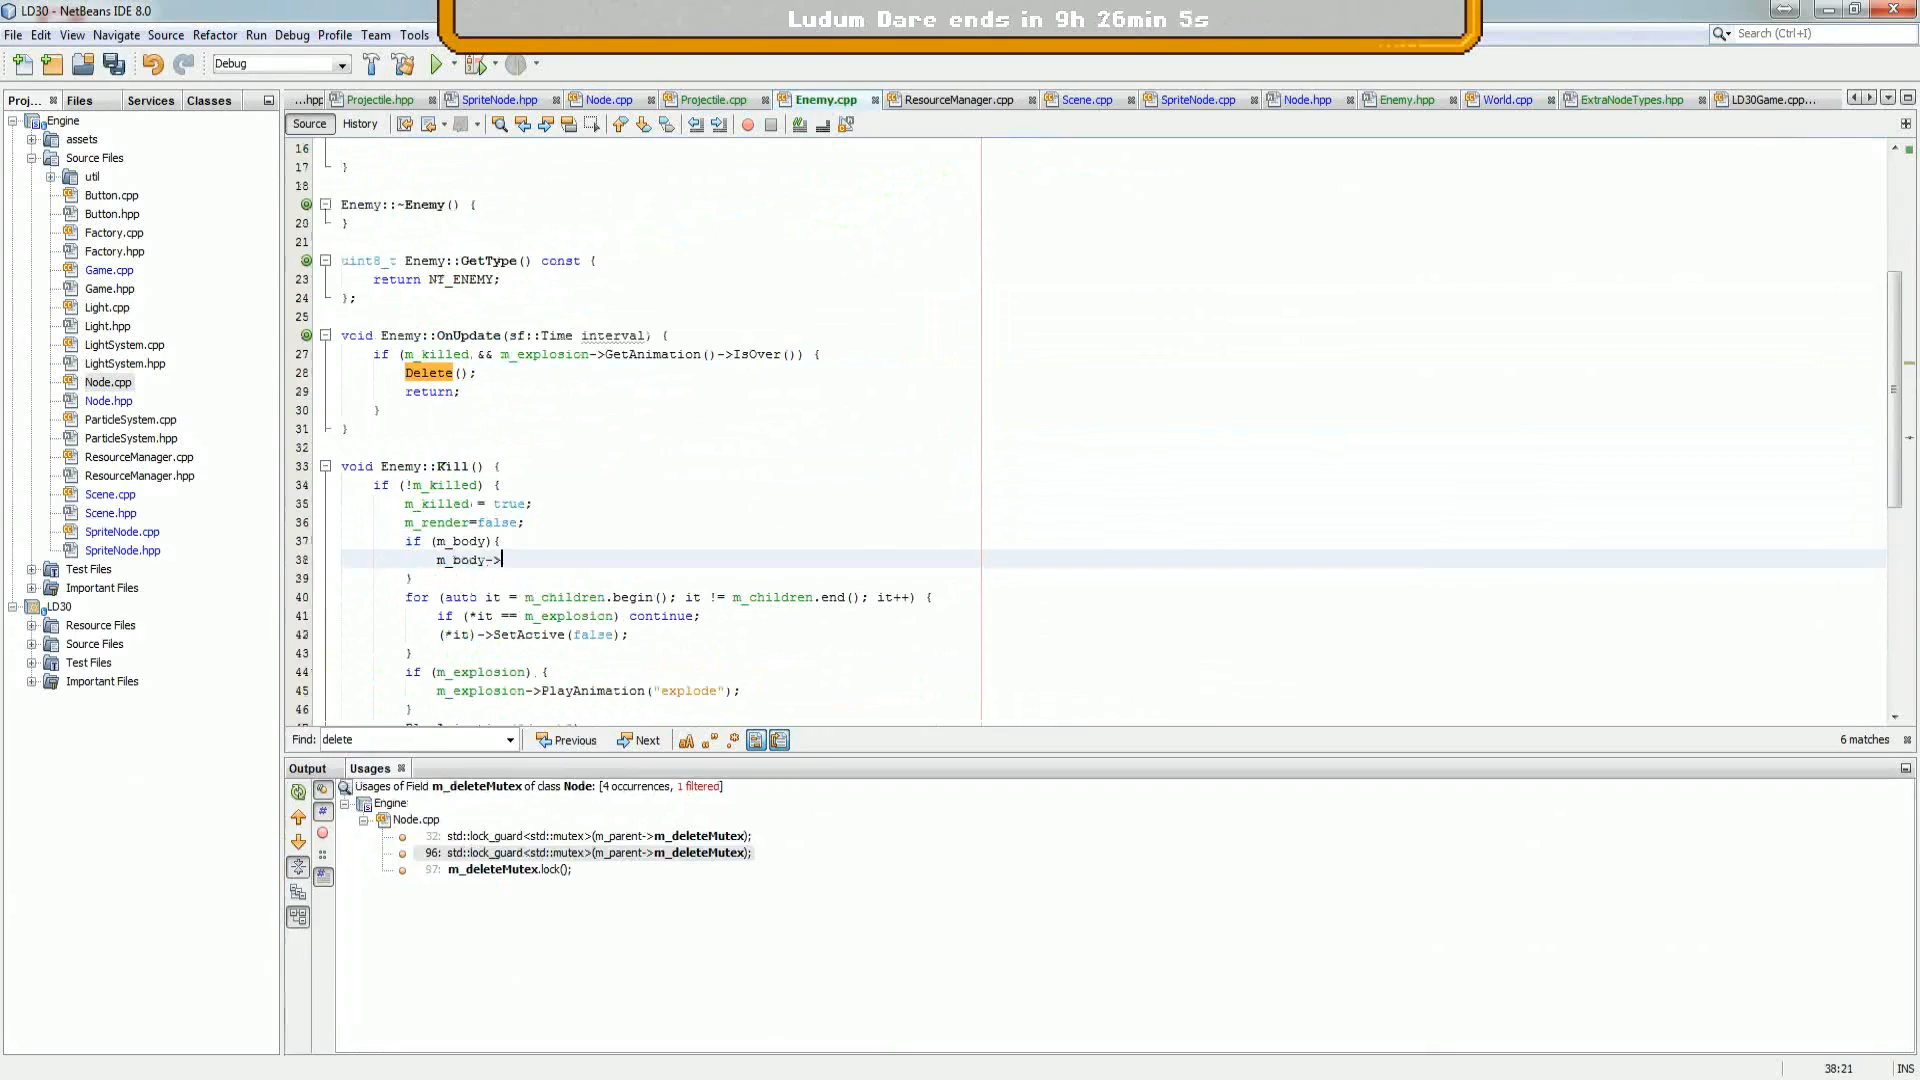 LD30 - NetBeans IDE 8.0
Ludum Dare ends in 9h 26min 5s
File Edit View Navigate Source Refactor Run Debug Profile Team Tools
Search (Ctrl+I)
Debug
Proj... Files Services Classes
...hpp Projectile.hpp SpriteNode.hpp Node.cpp Projectile.cpp Enemy.cpp ResourceManager.cpp Scene.cpp SpriteNode.cpp Node.hpp Enemy.hpp World.cpp ExtraNodeTypes.hpp LD30Game.cpp...
Source History
Engine
assets
Source Files
util
Button.cpp
Button.hpp
Factory.cpp
Factory.hpp
Game.cpp
Game.hpp
Light.cpp
Light.hpp
LightSystem.cpp
LightSystem.hpp
Node.cpp
Node.hpp
ParticleSystem.cpp
ParticleSystem.hpp
ResourceManager.cpp
ResourceManager.hpp
Scene.cpp
Scene.hpp
SpriteNode.cpp
SpriteNode.hpp
Test Files
Important Files
LD30
Resource Files
Source Files
Test Files
Important Files
16
17 }
18
Enemy::~Enemy() {
20 }
21
uint8_t Enemy::GetType() const {
23 return NT_ENEMY;
24 };
25
void Enemy::OnUpdate(sf::Time interval) {
27 if (m_killed && m_explosion->GetAnimation()->IsOver()) {
28 Delete();
29 return;
30 }
31 }
32
33 void Enemy::Kill() {
34 if (!m_killed) {
35 m_killed = true;
36 m_render=false;
37 if (m_body){
38 m_body->
39 }
40 for (auto it = m_children.begin(); it != m_children.end(); it++) {
41 if (*it == m_explosion) continue;
42 (*it)->SetActive(false);
43 }
44 if (m_explosion) {
45 m_explosion->PlayAnimation("explode");
46 }
Find: delete Previous Next 6 matches
Output Usages
Usages of Field m_deleteMutex of class Node: [4 occurrences, 1 filtered]
Engine
Node.cpp
32: std::lock_guard<std::mutex>(m_parent->m_deleteMutex);
96: std::lock_guard<std::mutex>(m_parent->m_deleteMutex);
97: m_deleteMutex.lock();
38:21 INS